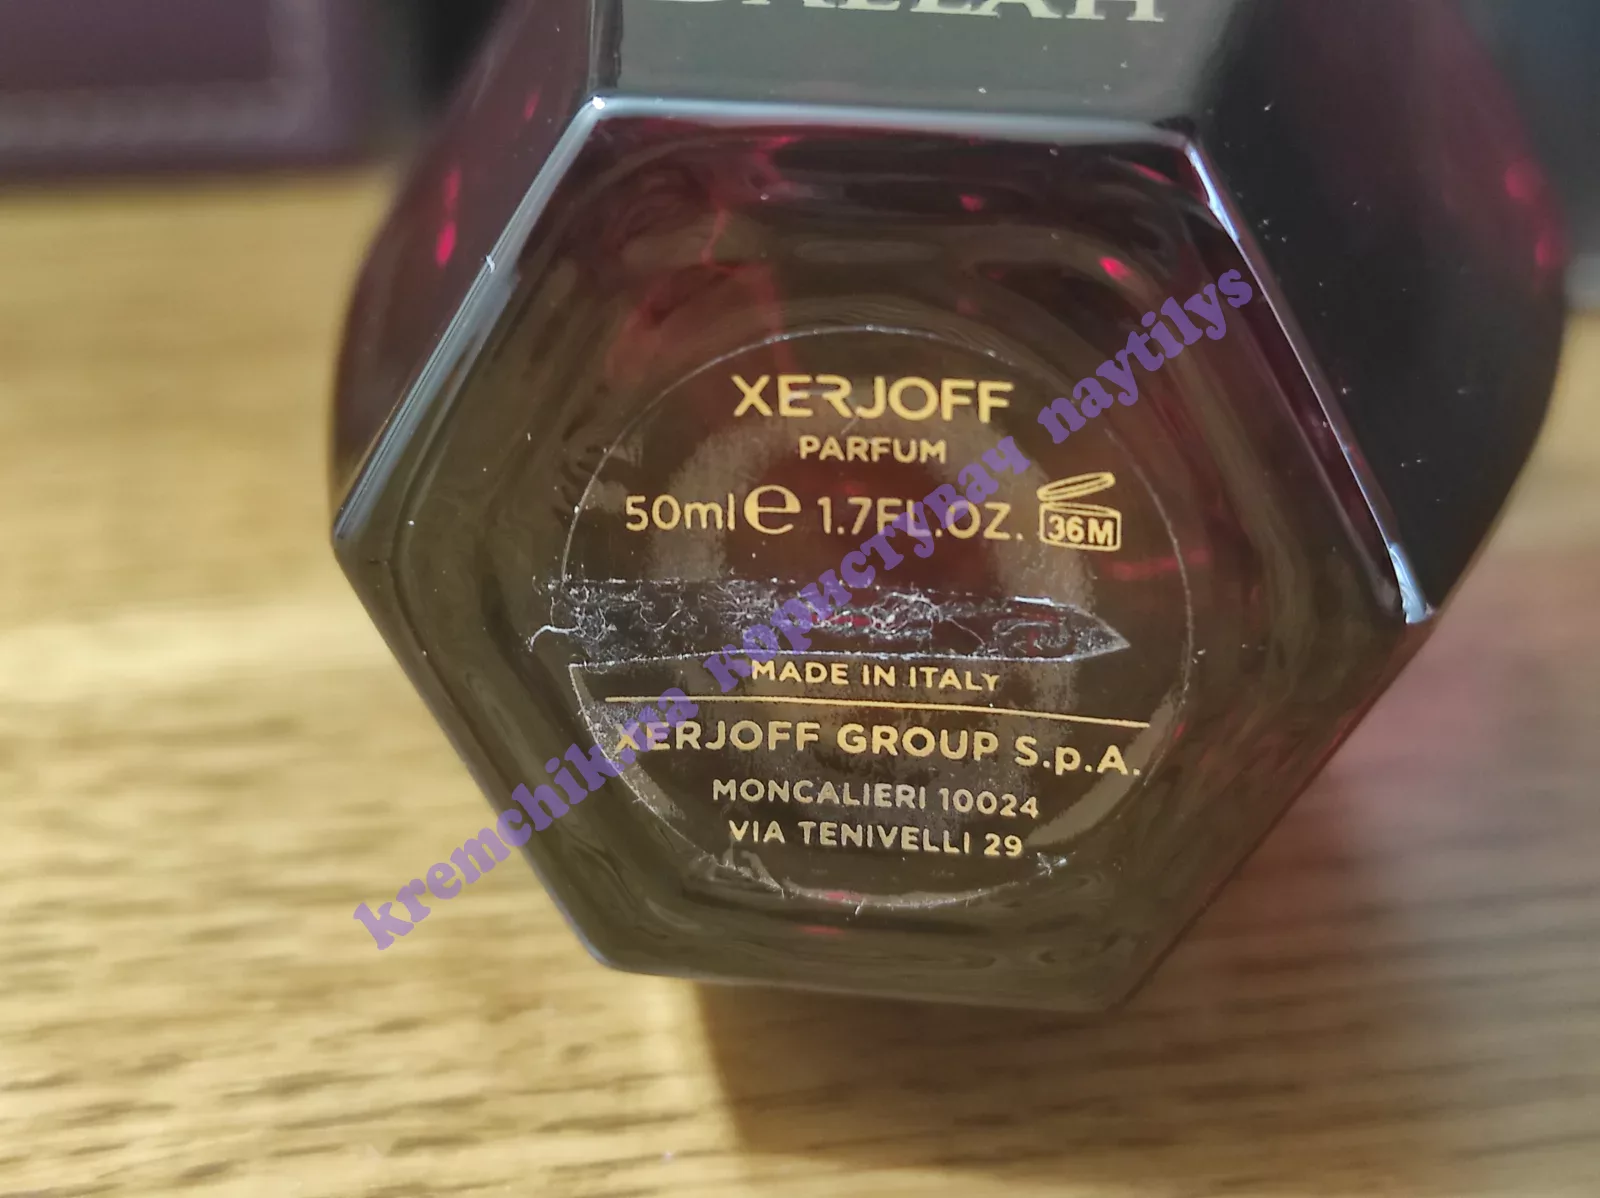 XERJOFF
PARFUM
50ml e 1.7FL.OZ. 36M
MADE IN ITALY
XERJOFF GROUP S.p.A.
MONCALIERI 10024
VIA TENIVELLI 29
kremchik.ua користувач naytilys